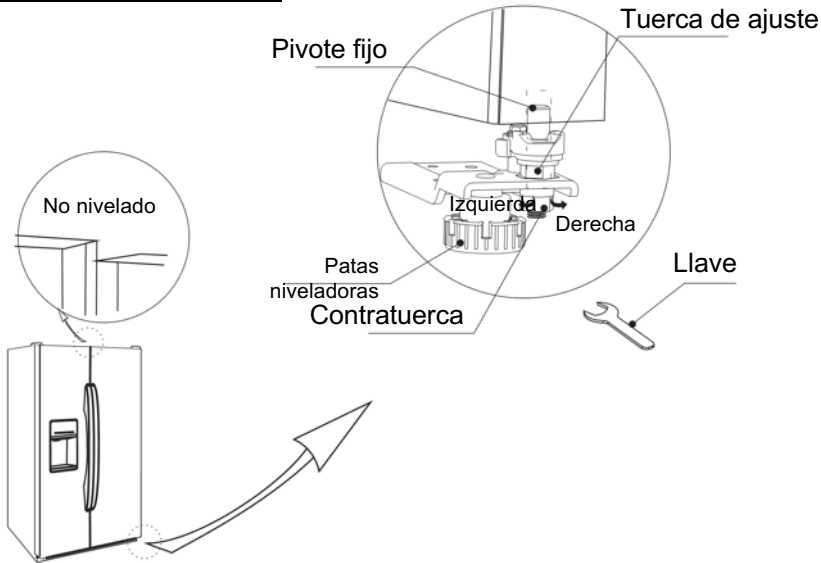 Tuerca de ajuste
Pivote fijo
No nivelado
Izquierda
Derecha
Patas
niveladoras
Llave
Contratuerca